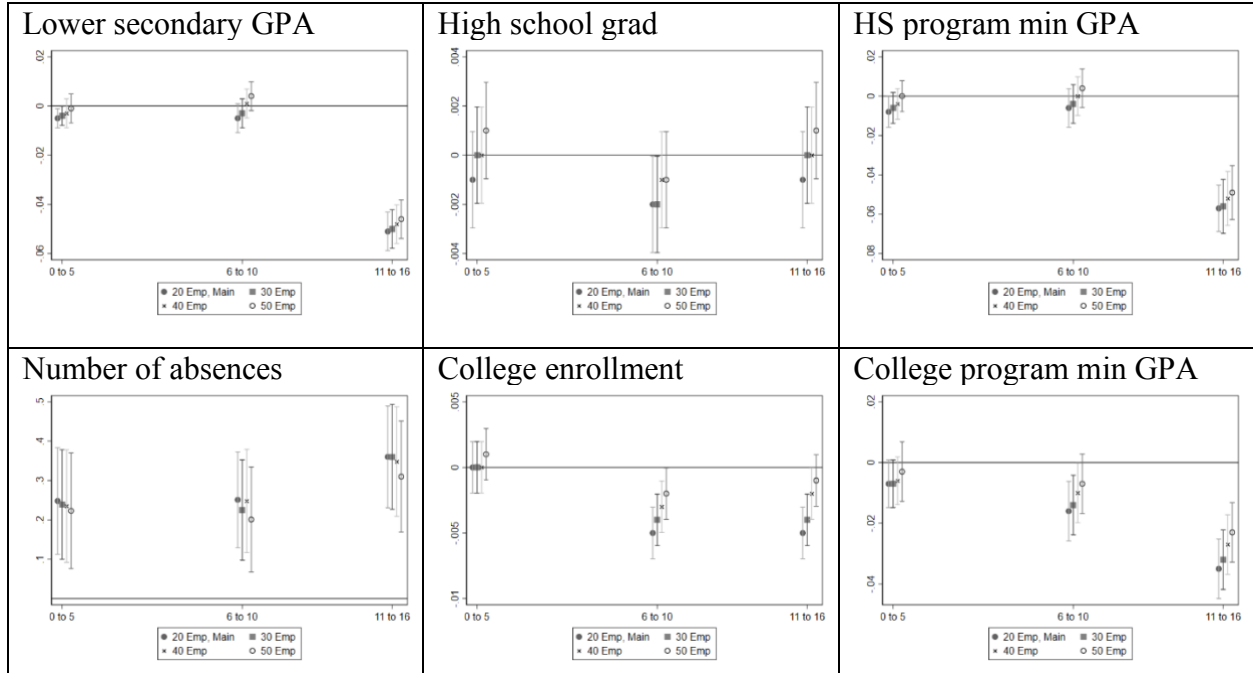 Lower secondary GPA
.02
0
-.02
-.04
-.06
0 to 5
6 to 10
11 to 16
20 Emp, Main
30 Emp
40 Emp
50 Emp
High school grad
.004
.002
0
-.002
-.004
0 to 5
6 to 10
11 to 16
20 Emp, Main
30 Emp
40 Emp
50 Emp
HS program min GPA
.02
0
-.02
-.04
-.06
-.08
0 to 5
6 to 10
11 to 16
20 Emp, Main
30 Emp
40 Emp
50 Emp
Number of absences
.5
.4
.3
.2
.1
0 to 5
6 to 10
11 to 16
20 Emp, Main
30 Emp
40 Emp
50 Emp
College enrollment
.005
0
-.005
-.01
0 to 5
6 to 10
11 to 16
20 Emp, Main
30 Emp
40 Emp
50 Emp
College program min GPA
.02
0
-.02
-.04
0 to 5
6 to 10
11 to 16
20 Emp, Main
30 Emp
40 Emp
50 Emp